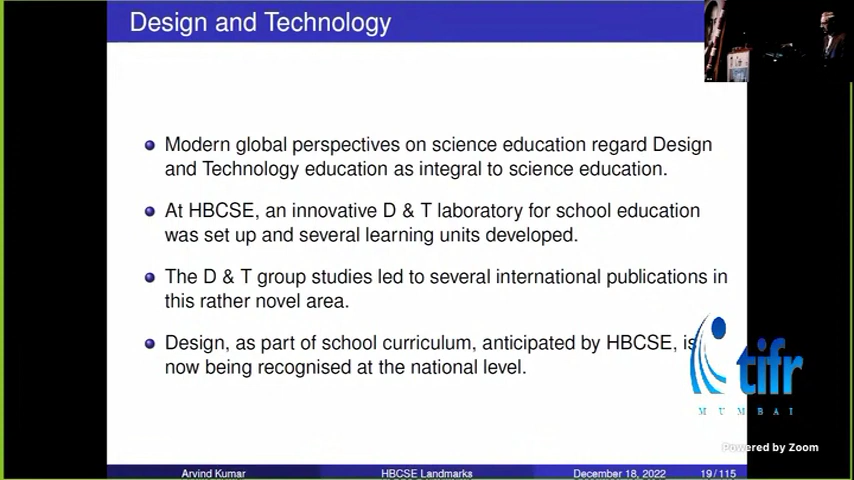 Design and Technology
Modern global perspectives on science education regard Design
and Technology education as integral to science education.
At HBCSE, an innovative D & T laboratory for school education
was set up and several learning units developed.
The D & T group studies led to several international publications in
this rather novel area.
Design, as part of school curriculum, anticipated by HBCSE, is
now being recognised at the national level.
tifr
MUMBAI
Powered by Zoom
Arvind Kumar HBCSE Landmarks December 18, 2022 19 / 115